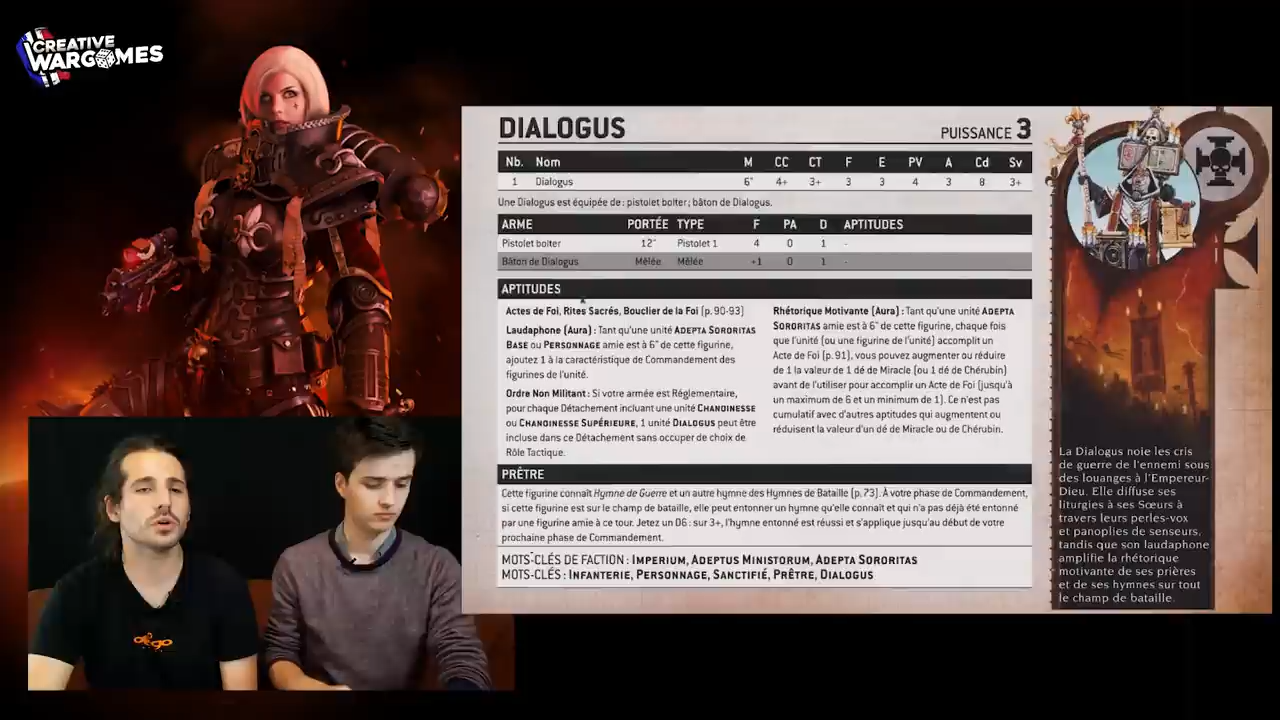 CREATIVE
WARGOMES
DIALOGUS
PUISSANCE 3
Nb. Nom M CC CT F E PV A Cd Sv
1 Dialogus 6" 4+ 3+ 3 3 4 3 8 3+
Une Dialogus est équipée de : pistolet bolter ; bâton de Dialogus.
ARME PORTÉE TYPE F PA D APTITUDES
Pistolet bolter 12" Pistolet 1 4 0 1 -
Bâton de Dialogus Mêlée Mêlée +1 0 1 -
APTITUDES
Actes de Foi, Rites Sacrés, Bouclier de la Foi (p. 90-93)
Laudaphone (Aura) : Tant qu'une unité ADEPTA SORORITAS
BASE ou PERSONNAGE amie est à 6" de cette figurine,
ajoutez 1 à la caractéristique de Commandement des
figurines de l'unité.
Ordre Non Militant : Si votre armée est Réglementaire,
pour chaque Détachement incluant une unité CHANOINESSE
ou CHANOINESSE SUPÉRIEURE, 1 unité DIALOGUS peut être
incluse dans ce Détachement sans occuper de choix de
Rôle Tactique.
Rhétorique Motivante (Aura) : Tant qu'une unité ADEPTA
SORORITAS amie est à 6" de cette figurine, chaque fois
que l'unité (ou une figurine de l'unité) accomplit un
Acte de Foi (p. 91), vous pouvez augmenter ou réduire
de 1 la valeur de 1 dé de Miracle (ou 1 dé de Chérubin)
avant de l'utiliser pour accomplir un Acte de Foi (jusqu'à
un maximum de 6 et un minimum de 1). Ce n'est pas
cumulatif avec d'autres aptitudes qui augmentent ou
réduisent la valeur d'un dé de Miracle ou de Chérubin.
PRÊTRE
Cette figurine connaît Hymne de Guerre et un autre hymne des Hymnes de Bataille (p. 73). À votre phase de Commandement,
si cette figurine est sur le champ de bataille, elle peut entonner un hymne qu'elle connaît et qui n'a pas déjà été entonné
par une figurine amie à ce tour. Jetez un D6 : sur 3+, l'hymne entonné est réussi et s'applique jusqu'au début de votre
prochaine phase de Commandement.
MOTS-CLÉS DE FACTION : IMPERIUM, ADEPTUS MINISTORUM, ADEPTA SORORITAS
MOTS-CLÉS : INFANTERIE, PERSONNAGE, SANCTIFIÉ, PRÊTRE, DIALOGUS
La Dialogus noie les cris
de guerre de l'ennemi sous
des louanges à l'Empereur-
Dieu. Elle diffuse ses
liturgies à ses Sœurs à
travers leurs perles-vox
et panoplies de senseurs,
tandis que son laudaphone
amplifie la rhétorique
motivante de ses prières
et de ses hymnes sur tout
le champ de bataille.